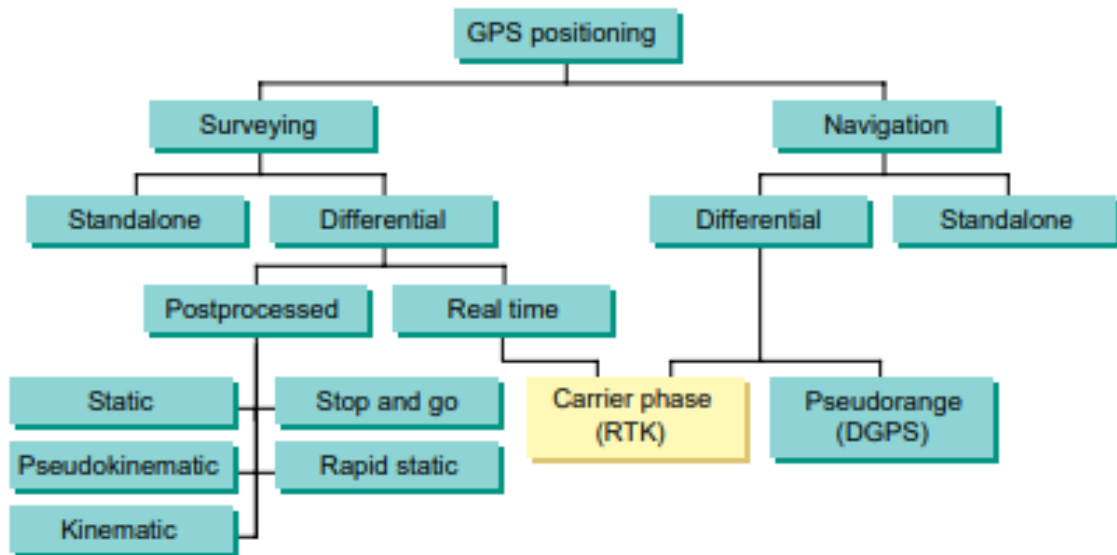 GPS positioning
Surveying
Navigation
Standalone
Differential
Differential
Standalone
Postprocessed
Real time
Static
Stop and go
Carrier phase
(RTK)
Pseudorange
(DGPS)
Pseudokinematic
Rapid static
Kinematic